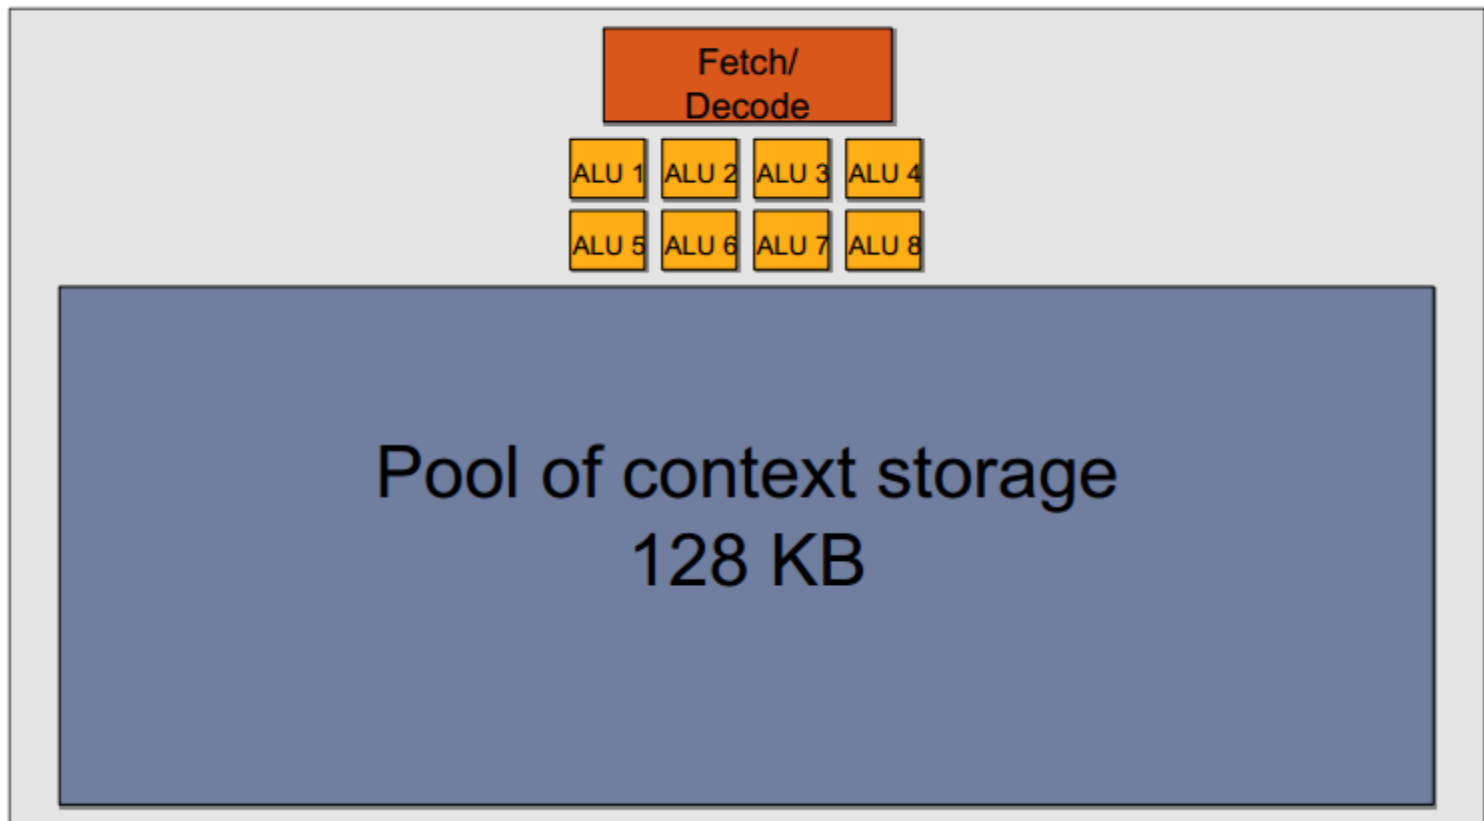 Fetch/
Decode
ALU 1 ALU 2 ALU 3 ALU 4
ALU 5 ALU 6 ALU 7 ALU 8
Pool of context storage
128 KB